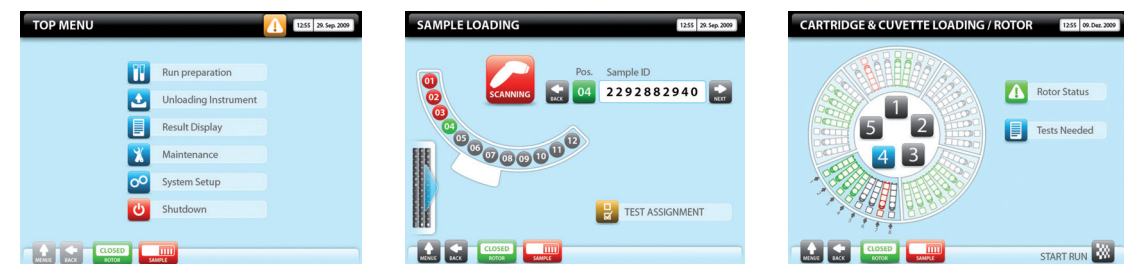 TOP MENU
12:55 29. Sep. 2009
Run preparation
Unloading Instrument
Result Display
Maintenance
System Setup
Shutdown
MENUE
BACK
CLOSED
ROTOR
SAMPLE
SAMPLE LOADING
12:55 29. Sep. 2009
SCANNING
Pos. Sample ID
BACK
04
2292882940
NEXT
01
02
03
04
05
06
07
08
09
10
11
12
TEST ASSIGNMENT
MENUE
BACK
CLOSED
ROTOR
SAMPLE
CARTRIDGE & CUVETTE LOADING / ROTOR
12:55 09. Dez. 2009
1
2
3
4
5
Rotor Status
Tests Needed
MENUE
BACK
CLOSED
ROTOR
SAMPLE
START RUN